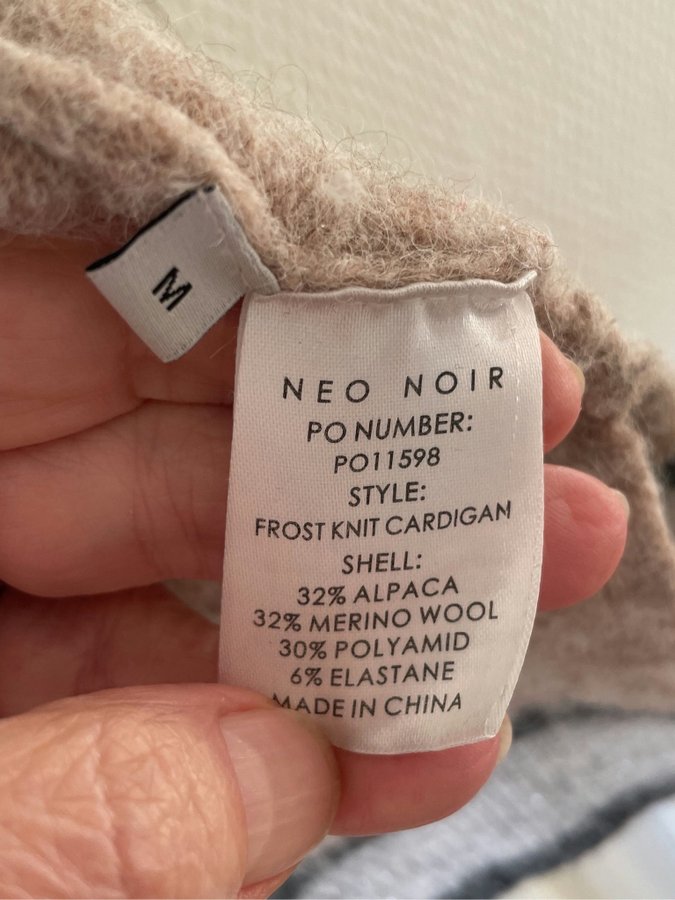 M
NEO NOIR
PO NUMBER:
PO11598
STYLE:
FROST KNIT CARDIGAN
SHELL:
32% ALPACA
32% MERINO WOOL
30% POLYAMID
6% ELASTANE
MADE IN CHINA